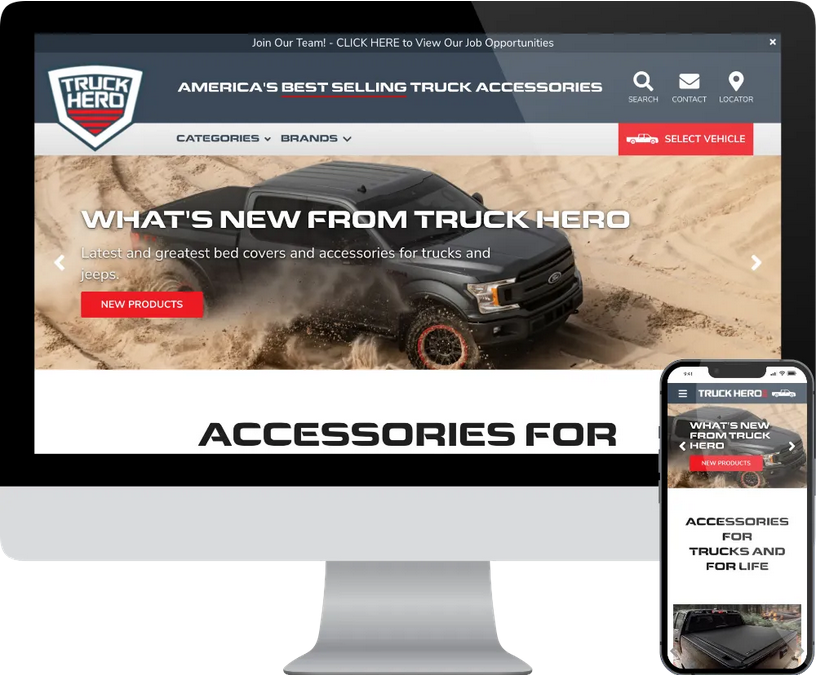 Join Our Team! - CLICK HERE to View Our Job Opportunities
×
TRUCK
HERO
AMERICA'S BEST SELLING TRUCK ACCESSORIES
SEARCH
CONTACT
LOCATOR
CATEGORIES
BRANDS
SELECT VEHICLE
WHAT'S NEW FROM TRUCK HERO
Latest and greatest bed covers and accessories for trucks and
jeeps.
NEW PRODUCTS
ACCESSORIES FOR
9:41
TRUCK HERO
WHAT'S NEW
FROM TRUCK
HERO
NEW PRODUCTS
ACCESSORIES
FOR
TRUCKS AND
FOR LIFE